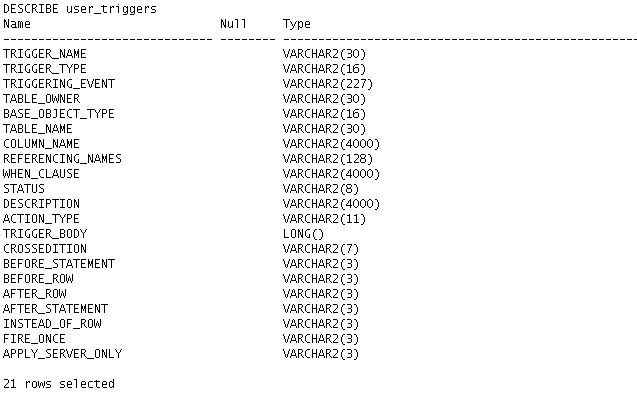 DESCRIBE user_triggers
Name                           Null     Type
------------------------------ -------- ---------------------------------------------------
TRIGGER_NAME                            VARCHAR2(30)
TRIGGER_TYPE                            VARCHAR2(16)
TRIGGERING_EVENT                        VARCHAR2(227)
TABLE_OWNER                             VARCHAR2(30)
BASE_OBJECT_TYPE                        VARCHAR2(16)
TABLE_NAME                              VARCHAR2(30)
COLUMN_NAME                             VARCHAR2(4000)
REFERENCING_NAMES                       VARCHAR2(128)
WHEN_CLAUSE                             VARCHAR2(4000)
STATUS                                  VARCHAR2(8)
DESCRIPTION                             VARCHAR2(4000)
ACTION_TYPE                             VARCHAR2(11)
TRIGGER_BODY                            LONG()
CROSSEDITION                            VARCHAR2(7)
BEFORE_STATEMENT                        VARCHAR2(3)
BEFORE_ROW                              VARCHAR2(3)
AFTER_ROW                               VARCHAR2(3)
AFTER_STATEMENT                         VARCHAR2(3)
INSTEAD_OF_ROW                          VARCHAR2(3)
FIRE_ONCE                               VARCHAR2(3)
APPLY_SERVER_ONLY                       VARCHAR2(3)
21 rows selected